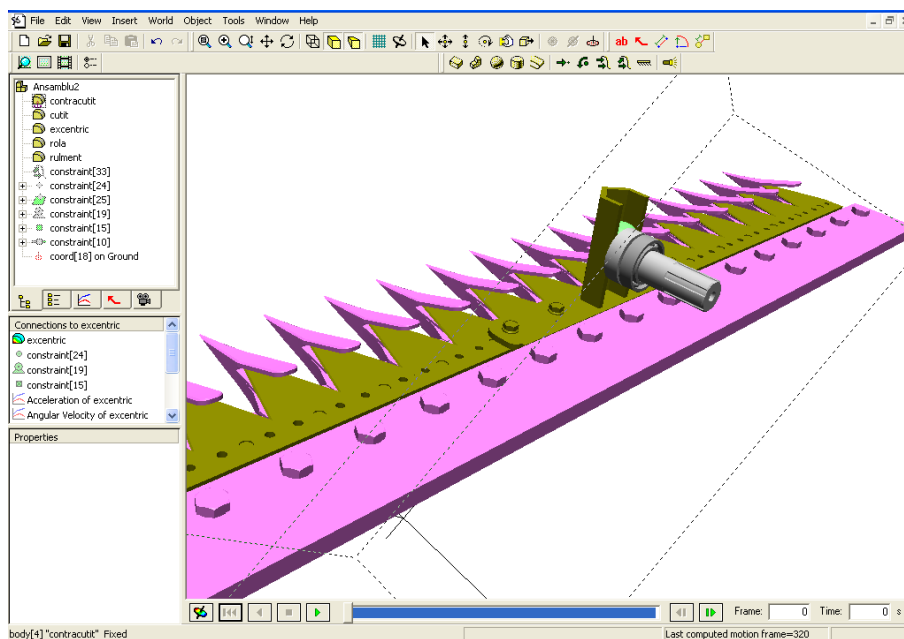 File Edit View Insert World Object Tools Window Help
ab
Ansamblu2
contracutit
cutit
excentric
rola
rulment
constraint[33]
constraint[24]
constraint[25]
constraint[19]
constraint[15]
constraint[10]
coord[18] on Ground
Connections to excentric
excentric
constraint[24]
constraint[19]
constraint[15]
Acceleration of excentric
Angular Velocity of excentric
Properties
Frame: 0 Time: 0 s
body[4] "contracutit" Fixed
Last computed motion frame=320